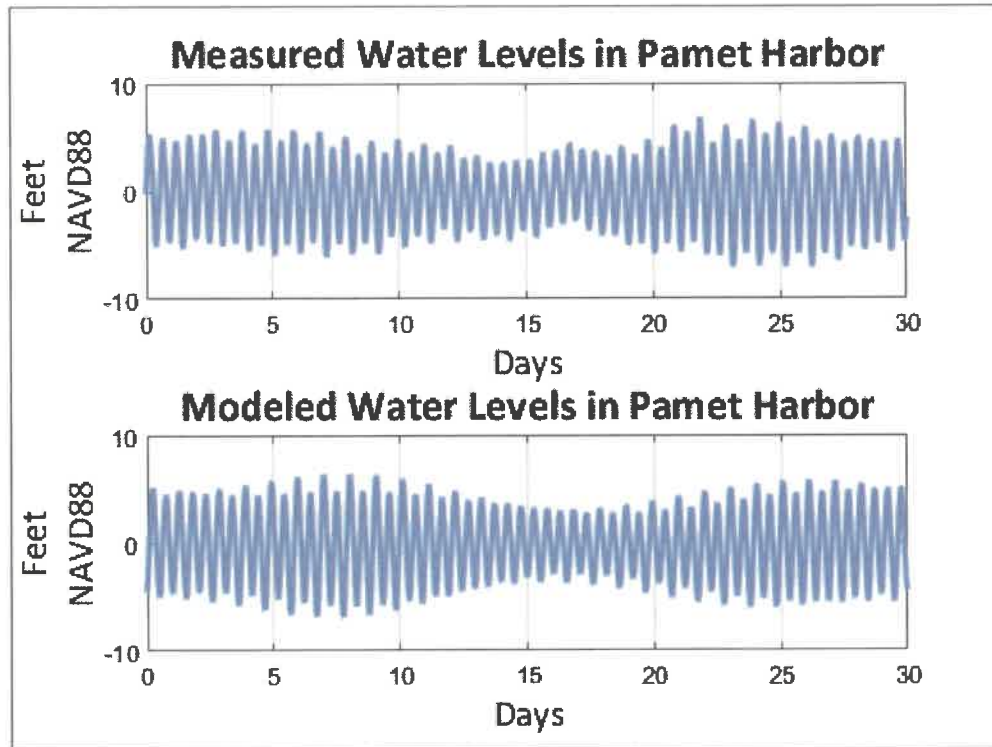 Measured Water Levels in Pamet Harbor
10
0
-10
Feet
NAVD88
0 5 10 15 20 25 30
Days
Modeled Water Levels in Pamet Harbor
10
0
-10
Feet
NAVD88
0 5 10 15 20 25 30
Days